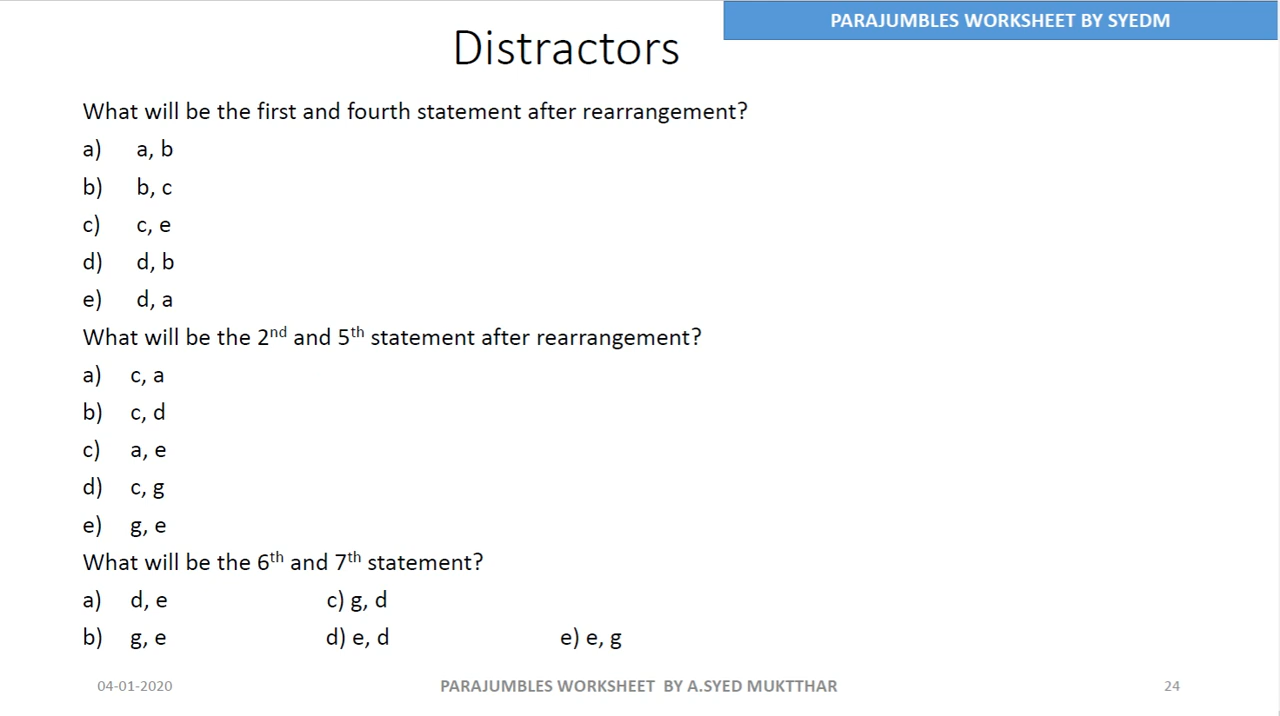 PARAJUMBLES WORKSHEET BY SYEDM
Distractors
What will be the first and fourth statement after rearrangement?
a) a, b
b) b, c
c) c, e
d) d, b
e) d, a
What will be the 2nd and 5th statement after rearrangement?
a) c, a
b) c, d
c) a, e
d) c, g
e) g, e
What will be the 6th and 7th statement?
a) d, e c) g, d
b) g, e d) e, d e) e, g
04-01-2020 PARAJUMBLES WORKSHEET BY A.SYED MUKTTHAR 24